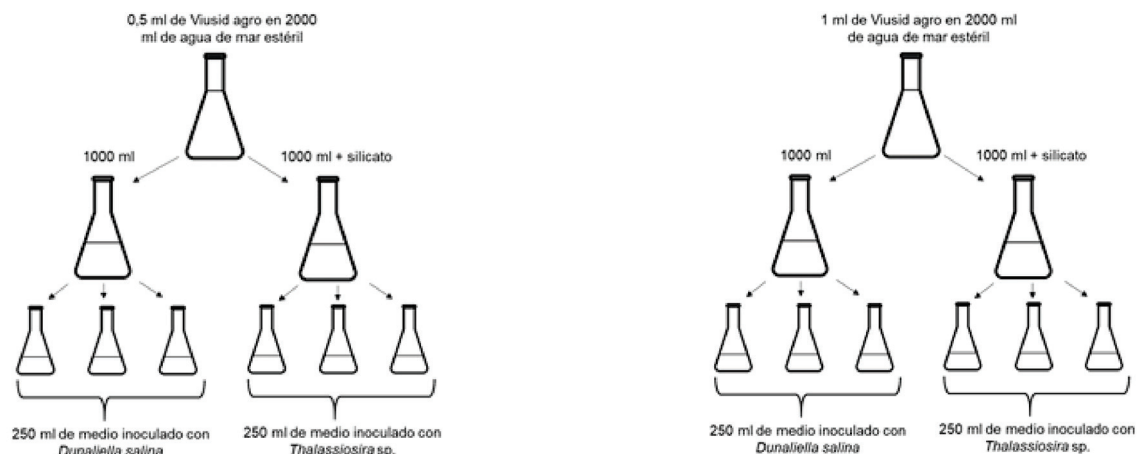 0,5 ml de Viusid agro en 2000
ml de agua de mar estéril
1000 ml
1000 ml + silicato
250 ml de medio inoculado con
Dunaliella salina
250 ml de medio inoculado con
Thalassiosira sp.
1 ml de Viusid agro en 2000 ml
de agua de mar estéril
1000 ml
1000 ml + silicato
250 ml de medio inoculado con
Dunaliella salina
250 ml de medio inoculado con
Thalassiosira sp.